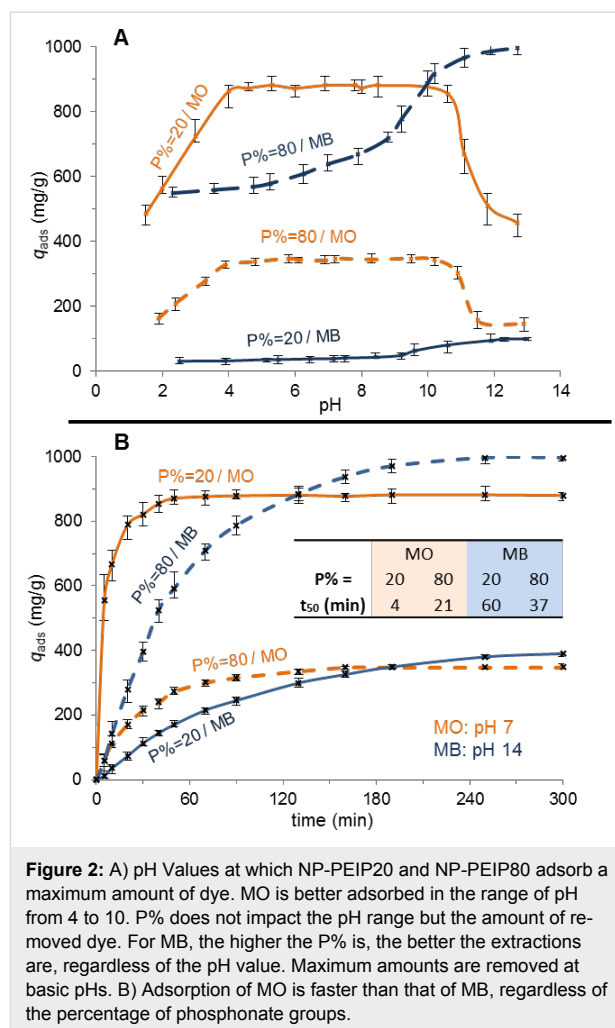 A
1000
800
600
400
200
0
q_ads (mg/g)
P%=20 / MO
P%=80 / MB
P%=80 / MO
P%=20 / MB
0 2 4 6 8 10 12 14
pH
B
1000
800
600
400
200
0
q_ads (mg/g)
P%=20 / MO
P%=80 / MB
P%=80 / MO
P%=20 / MB
MO MB
P% = 20 80 20 80
t50 (min) 4 21 60 37
MO: pH 7
MB: pH 14
0 60 120 180 240 300
time (min)
Figure 2: A) pH Values at which NP-PEIP20 and NP-PEIP80 adsorb a
maximum amount of dye. MO is better adsorbed in the range of pH
from 4 to 10. P% does not impact the pH range but the amount of re-
moved dye. For MB, the higher the P% is, the better the extractions
are, regardless of the pH value. Maximum amounts are removed at
basic pHs. B) Adsorption of MO is faster than that of MB, regardless of
the percentage of phosphonate groups.